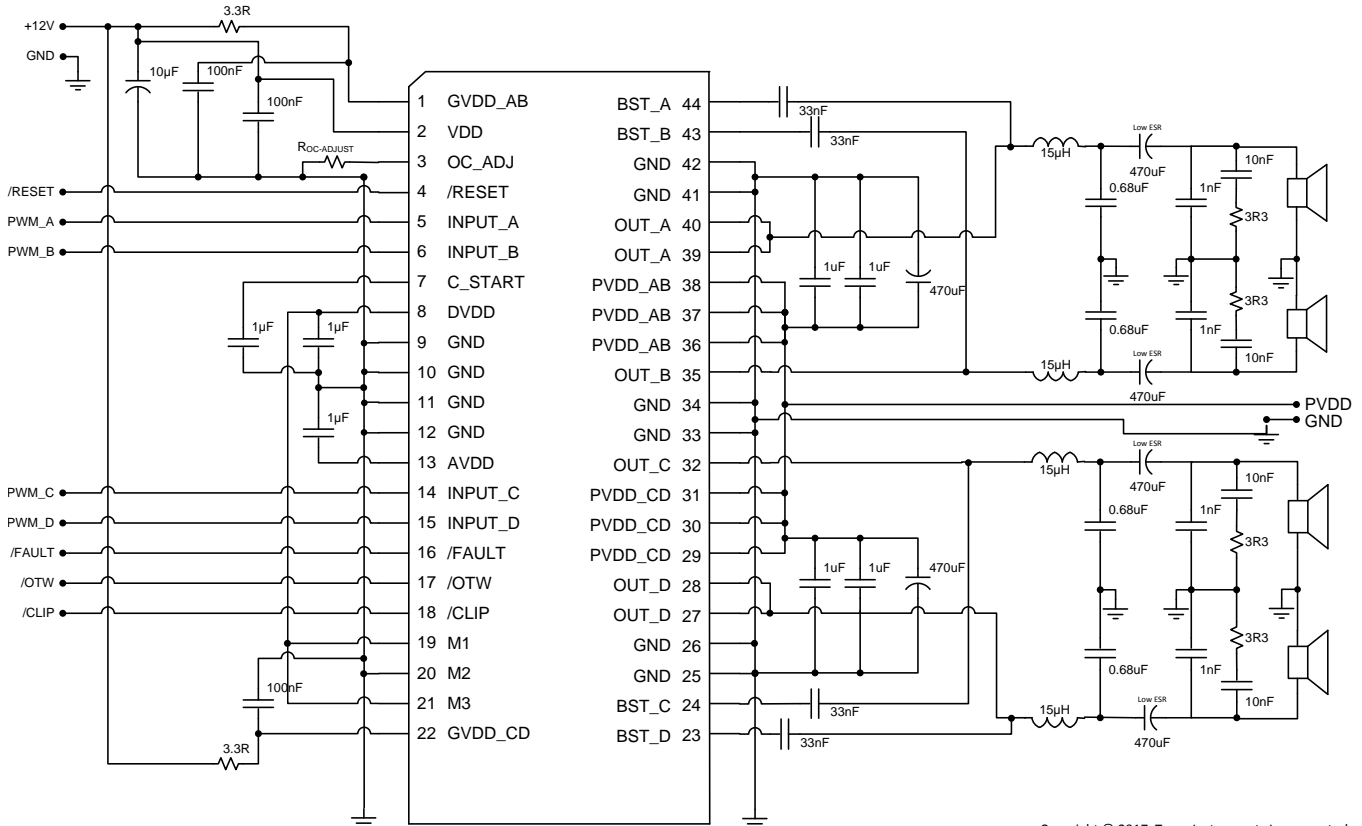 +12V
GND
3.3R
10µF
100nF
100nF
ROC-ADJUST
/RESET
PWM_A
PWM_B
1µF
1µF
1µF
PWM_C
PWM_D
/FAULT
/OTW
/CLIP
100nF
3.3R
1 GVDD_AB
2 VDD
3 OC_ADJ
4 /RESET
5 INPUT_A
6 INPUT_B
7 C_START
8 DVDD
9 GND
10 GND
11 GND
12 GND
13 AVDD
14 INPUT_C
15 INPUT_D
16 /FAULT
17 /OTW
18 /CLIP
19 M1
20 M2
21 M3
22 GVDD_CD
BST_A 44
BST_B 43
GND 42
GND 41
OUT_A 40
OUT_A 39
PVDD_AB 38
PVDD_AB 37
PVDD_AB 36
OUT_B 35
GND 34
GND 33
OUT_C 32
PVDD_CD 31
PVDD_CD 30
PVDD_CD 29
OUT_D 28
OUT_D 27
GND 26
GND 25
BST_C 24
BST_D 23
33nF
33nF
1uF
1uF
470uF
15µH
Low ESR
470uF
0.68uF
1nF
10nF
3R3
3R3
0.68uF
1nF
10nF
15µH
Low ESR
470uF
PVDD
GND
15µH
Low ESR
470uF
0.68uF
1nF
10nF
3R3
1uF
1uF
470uF
3R3
0.68uF
1nF
10nF
33nF
33nF
15µH
Low ESR
470uF